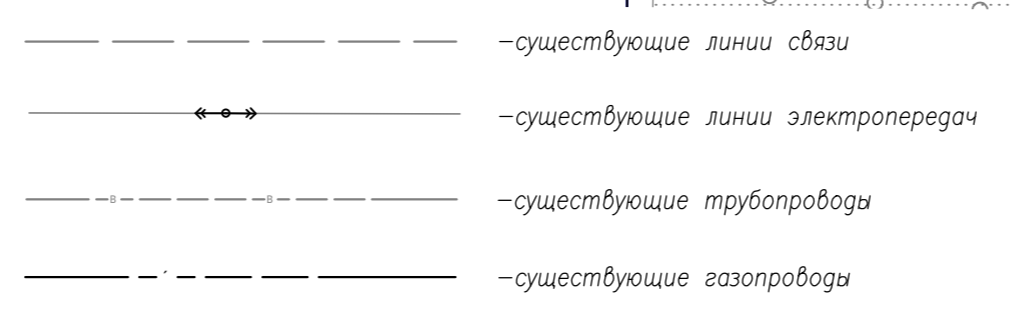 –существующие линии связи
–существующие линии электропередач
В В –существующие трубопроводы
–существующие газопроводы